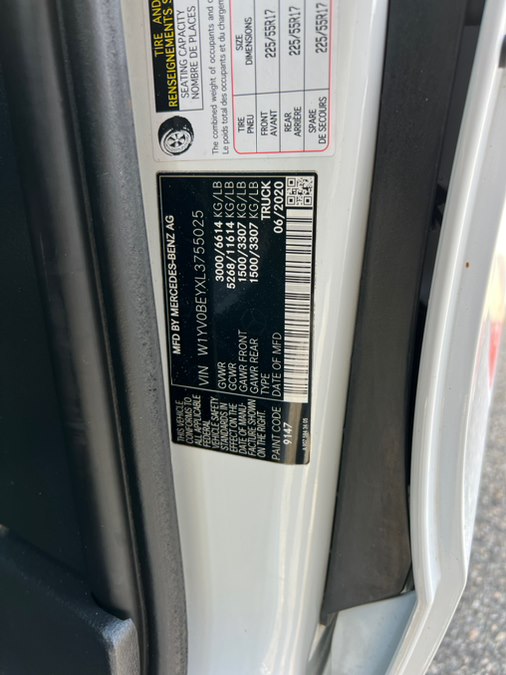 TIRE AND
RENSEIGNEMENTS S
SEATING CAPACITY
NOMBRE DE PLACES
The combined weight of occupants and c
Le poids total des occupants et du chargem
TIRE
PNEU
SIZE
DIMENSIONS
FRONT
AVANT
225/55R17
REAR
ARRIÈRE
225/55R17
SPARE
DE SECOURS
225/55R17
MFD BY MERCEDES-BENZ AG
VIN W1YV0BEYXL3755025
GVWR 3000/6614 KG/LB
GCWR 5268/11614 KG/LB
GAWR FRONT 1500/3307 KG/LB
GAWR REAR 1500/3307 KG/LB
TYPE TRUCK
DATE OF MFD 06/2020
THIS VEHICLE
CONFORMS TO
ALL APPLICABLE
FEDERAL
VEHICLE SAFETY
STANDARDS IN
EFFECT ON THE
DATE OF MANU-
FACTURE SHOWN
ON THE RIGHT.
PAINT CODE
9147